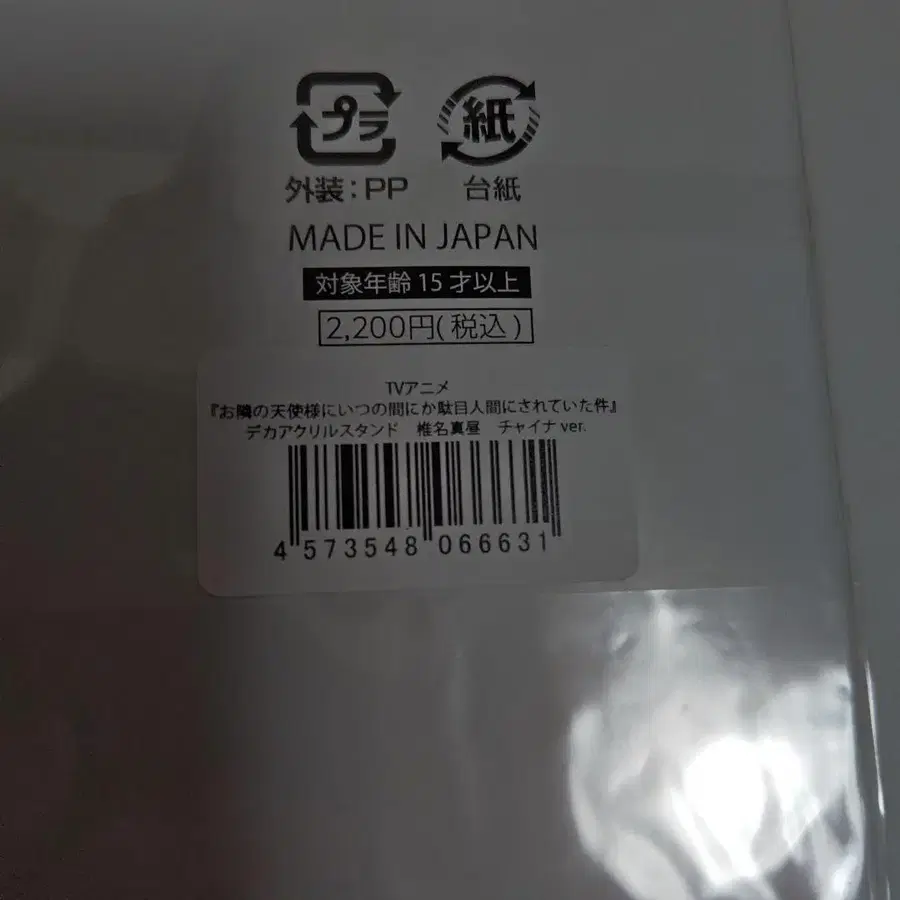 プラ 紙
外装:PP 台紙
MADE IN JAPAN
対象年齢 15 才以上
2,200円(税込)
TVアニメ
『お隣の天使様にいつの間にか駄目人間にされていた件』
デカアクリルスタンド 椎名真昼 チャイナ ver.
4 573548 066631